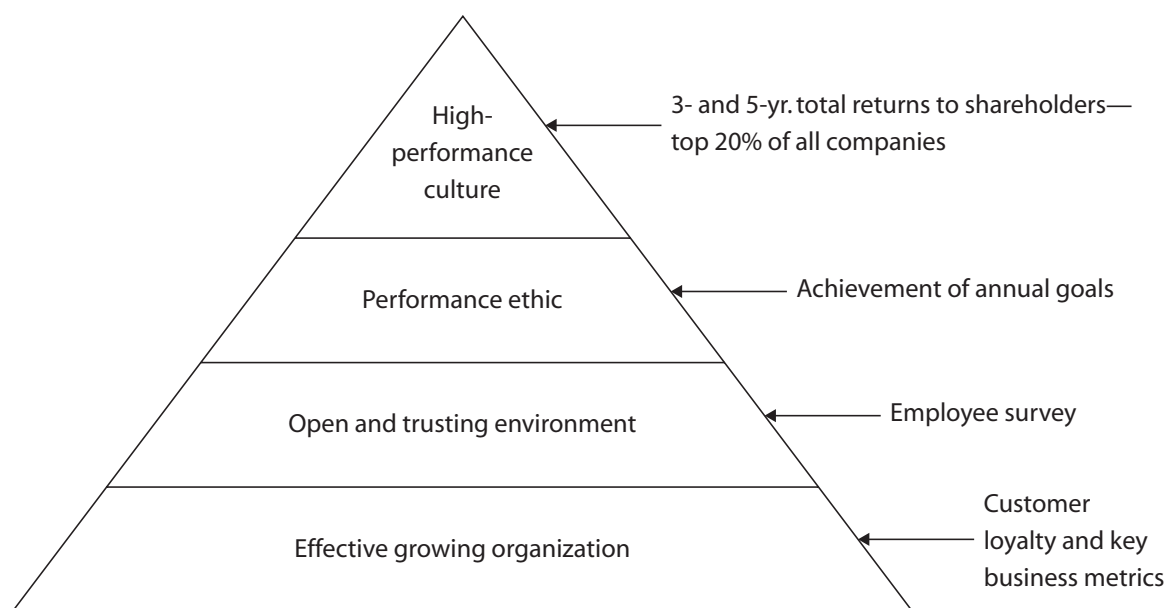 High-
performance
culture
3- and 5-yr. total returns to shareholders—
top 20% of all companies
Performance ethic
Achievement of annual goals
Open and trusting environment
Employee survey
Effective growing organization
Customer
loyalty and key
business metrics